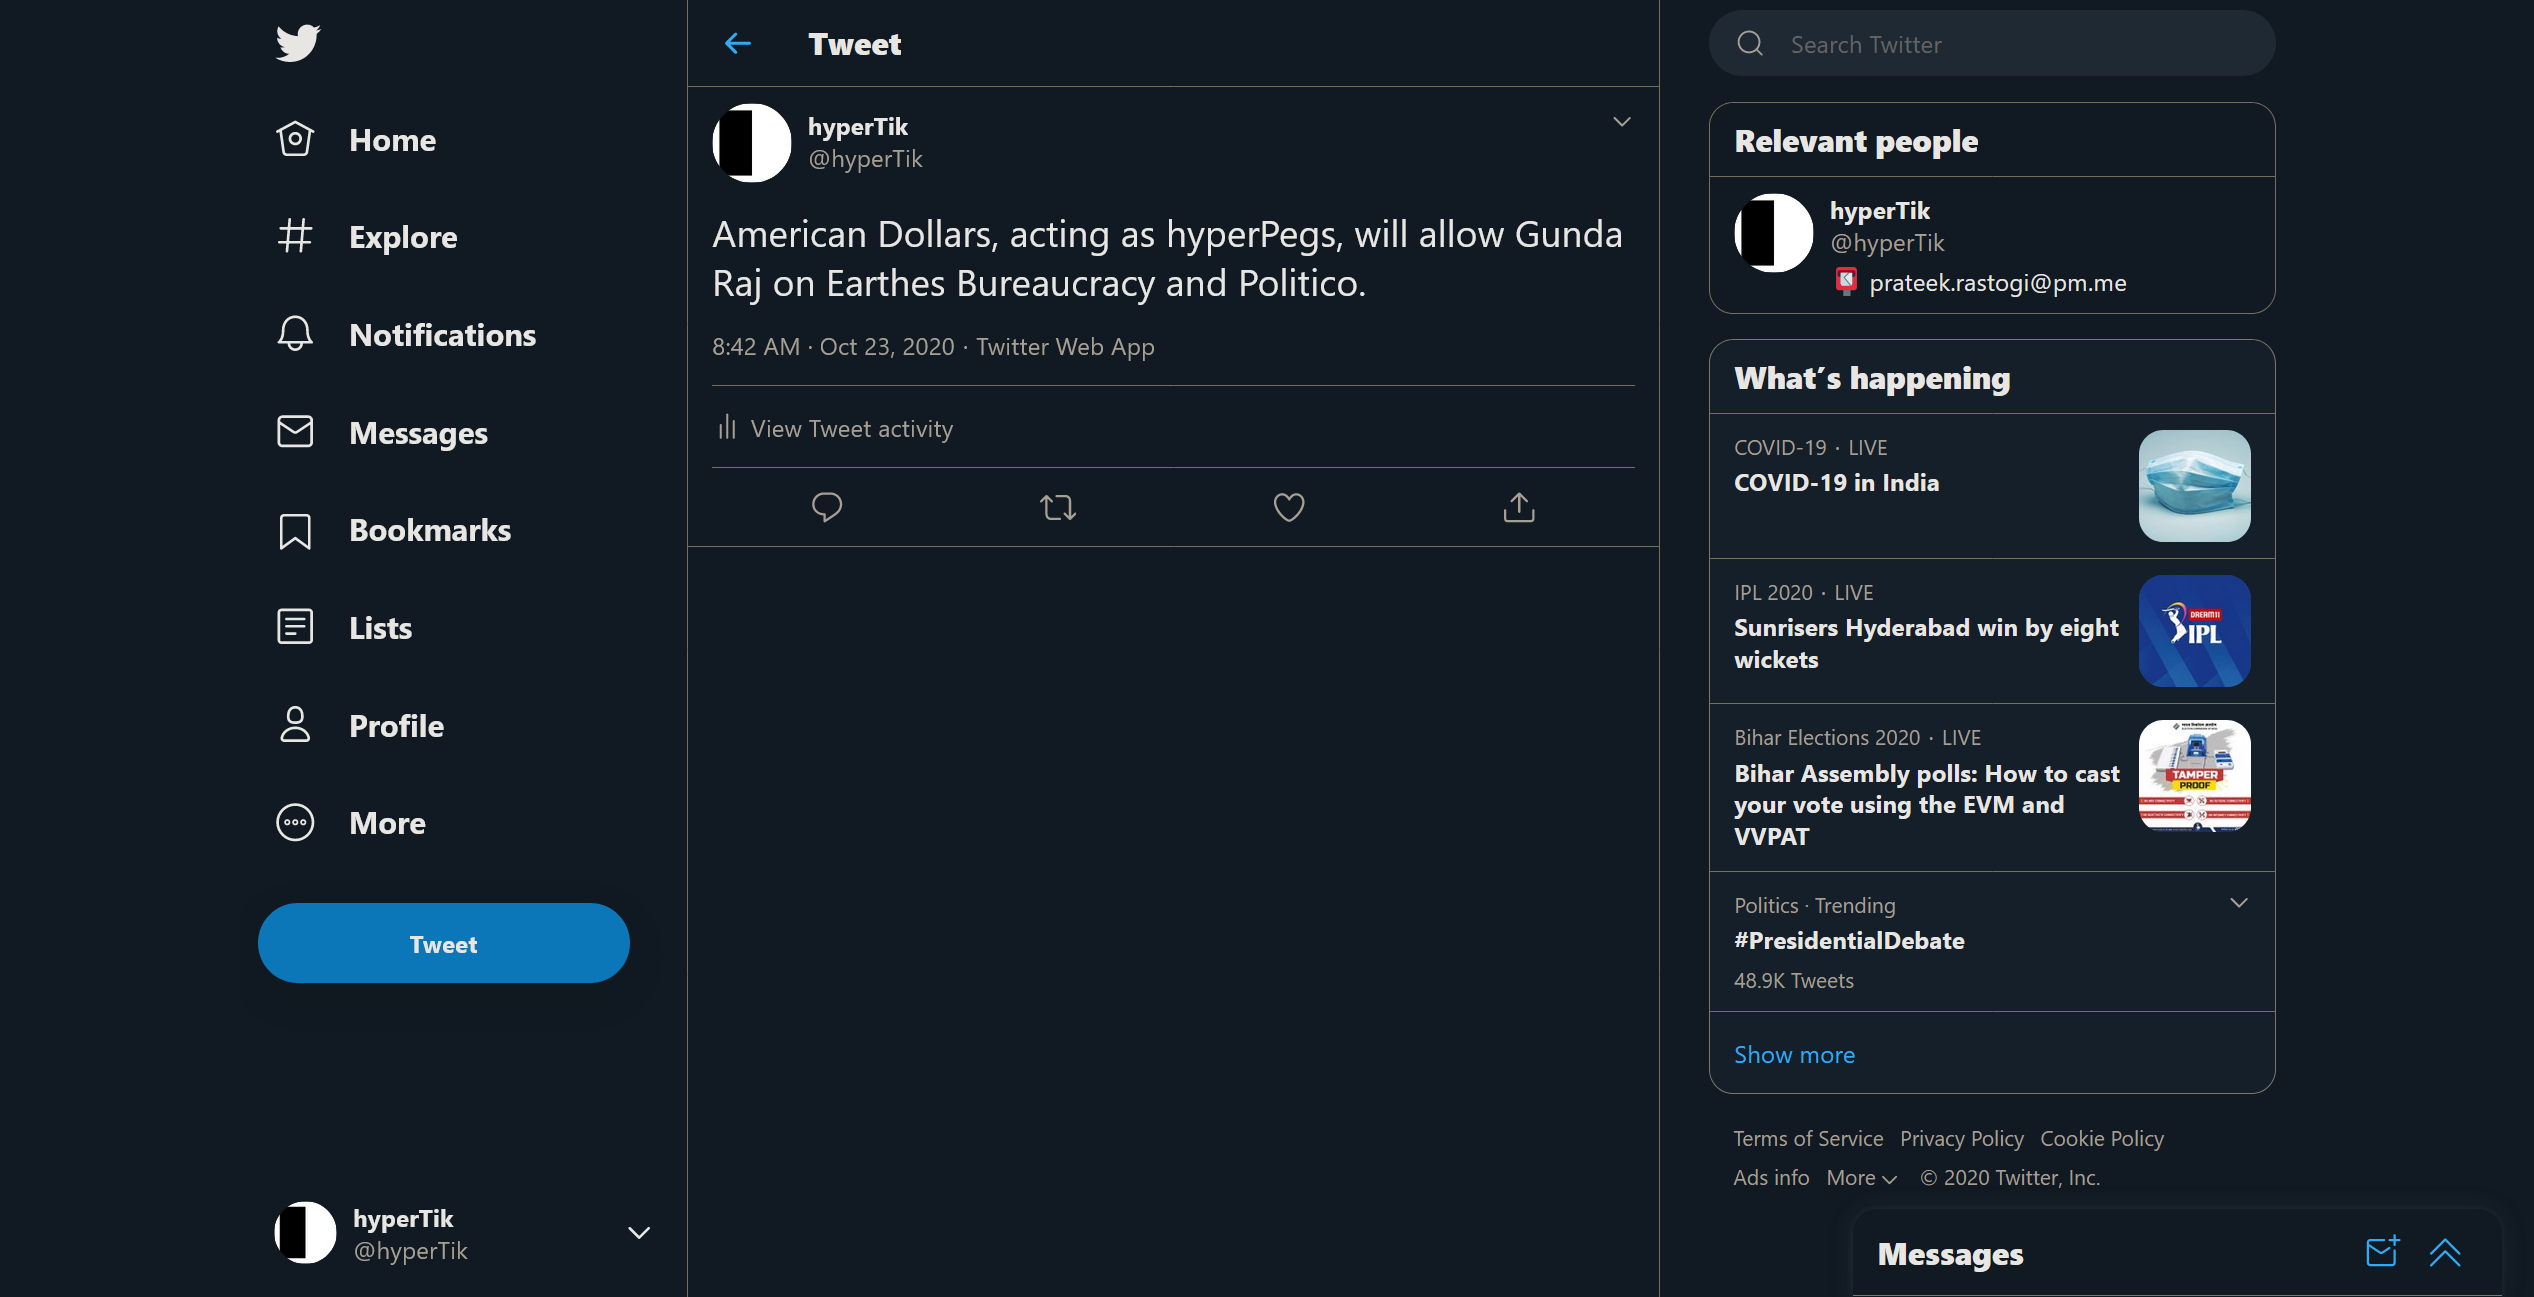 Home
Explore
Notifications
Messages
Bookmarks
Lists
Profile
More
Tweet
hyperTik
@hyperTik
Tweet
hyperTik
@hyperTik
American Dollars, acting as hyperPegs, will allow Gunda
Raj on Earthes Bureaucracy and Politico.
8:42 AM · Oct 23, 2020 · Twitter Web App
View Tweet activity
Search Twitter
Relevant people
hyperTik
@hyperTik
prateek.rastogi@pm.me
What´s happening
COVID-19 · LIVE
COVID-19 in India
IPL 2020 · LIVE
Sunrisers Hyderabad win by eight
wickets
DREAM11
IPL
Bihar Elections 2020 · LIVE
Bihar Assembly polls: How to cast
your vote using the EVM and
VVPAT
TAMPER
PROOF
Politics · Trending
#PresidentialDebate
48.9K Tweets
Show more
Terms of Service Privacy Policy Cookie Policy
Ads info More © 2020 Twitter, Inc.
Messages